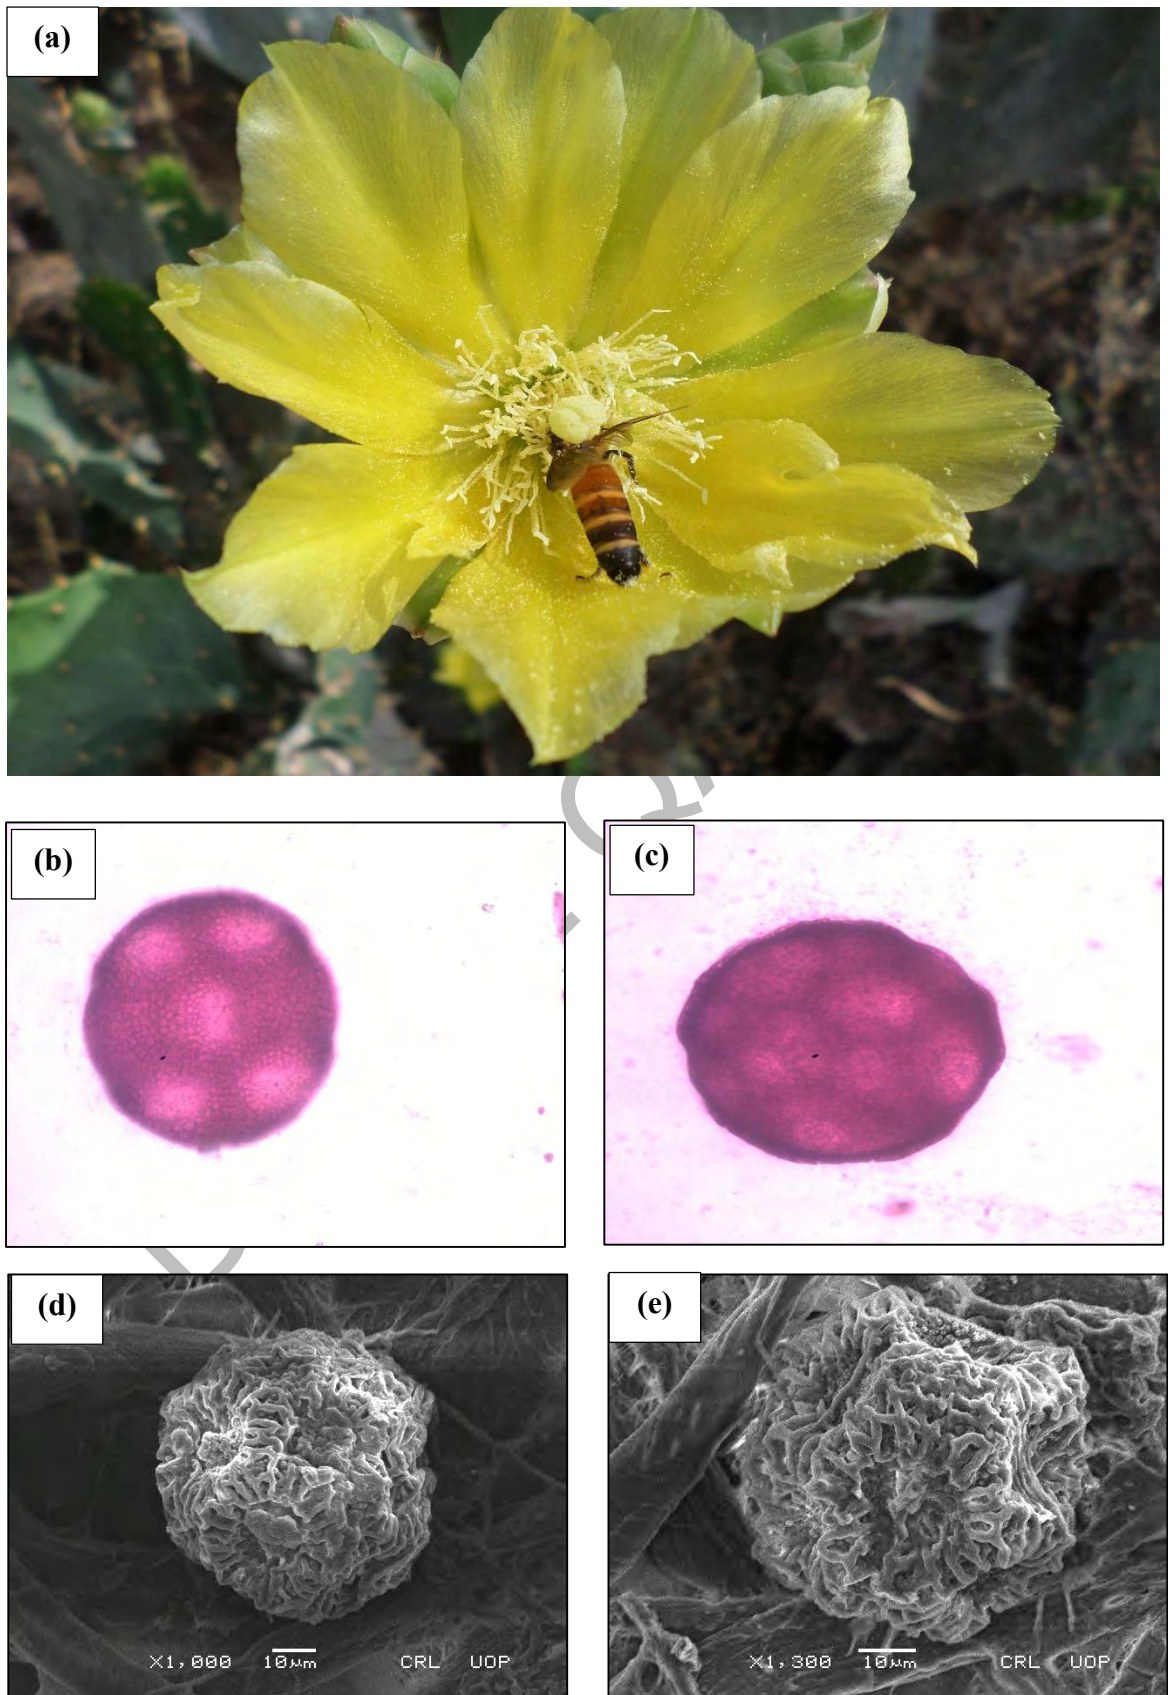 (a)
(b)
(c)
(d)
(e)
X1,000 10µm CRL UOP
X1,300 10µm CRL UOP